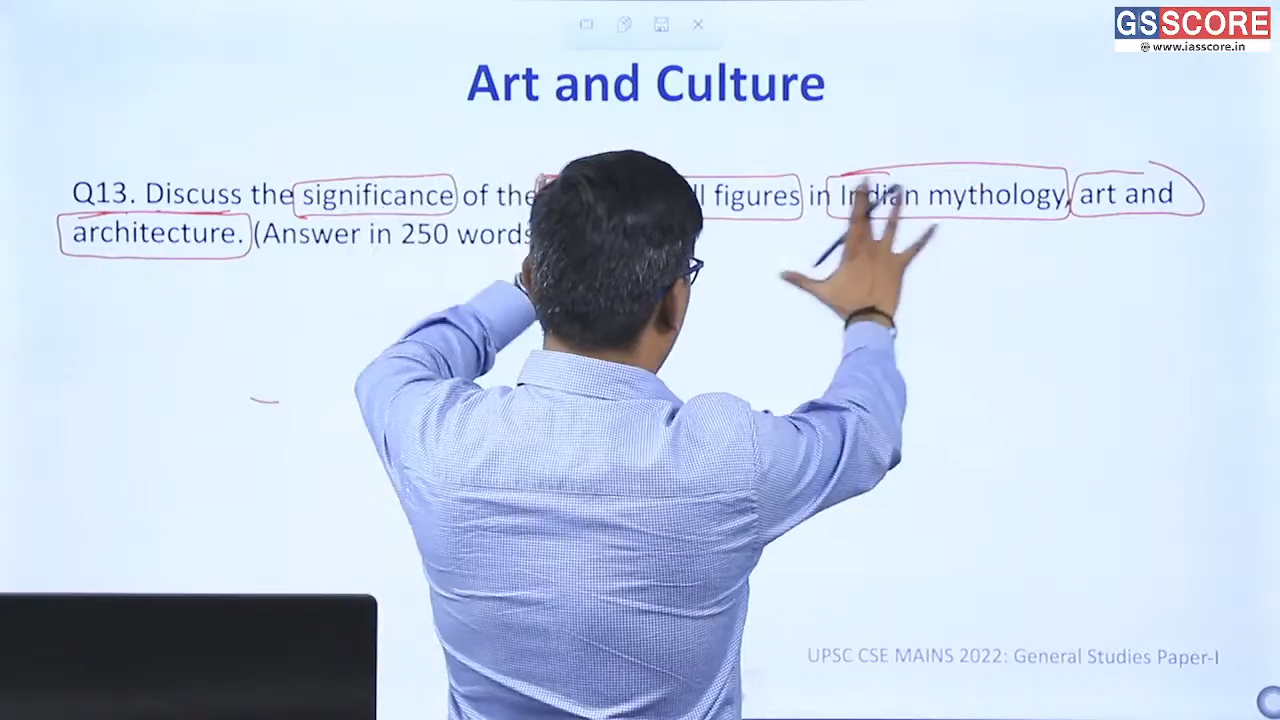 GSSCORE
www.iasscore.in
Art and Culture
Q13. Discuss the significance of the figures in Indian mythology, art and
architecture. (Answer in 250 words
UPSC CSE MAINS 2022: General Studies Paper-I